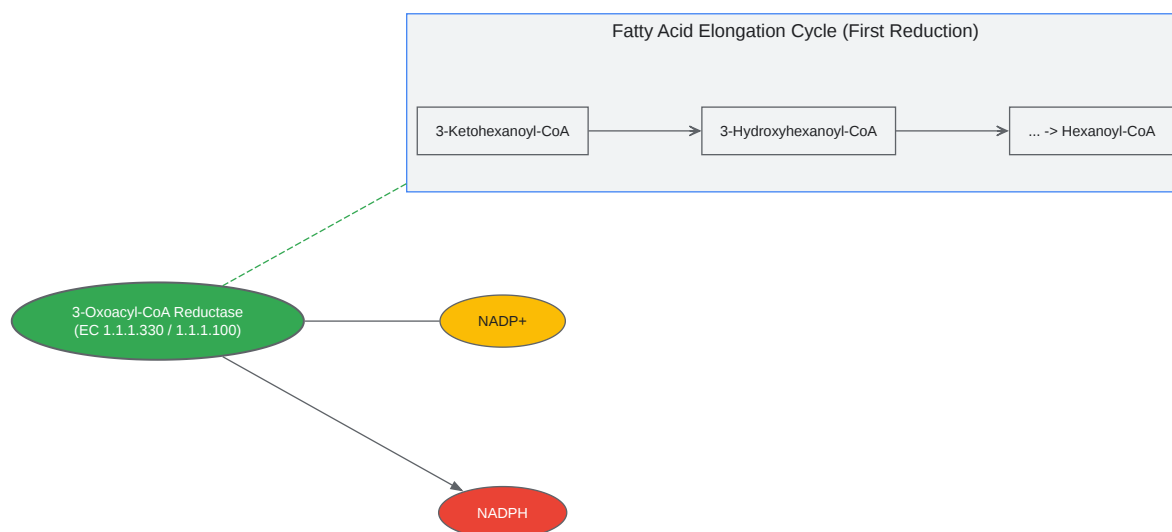 Fatty Acid Elongation Cycle (First Reduction)
3-Ketohexanoyl-CoA
3-Hydroxyhexanoyl-CoA
... -> Hexanoyl-CoA
3-Oxoacyl-CoA Reductase
(EC 1.1.1.330 / 1.1.1.100)
NADP+
NADPH